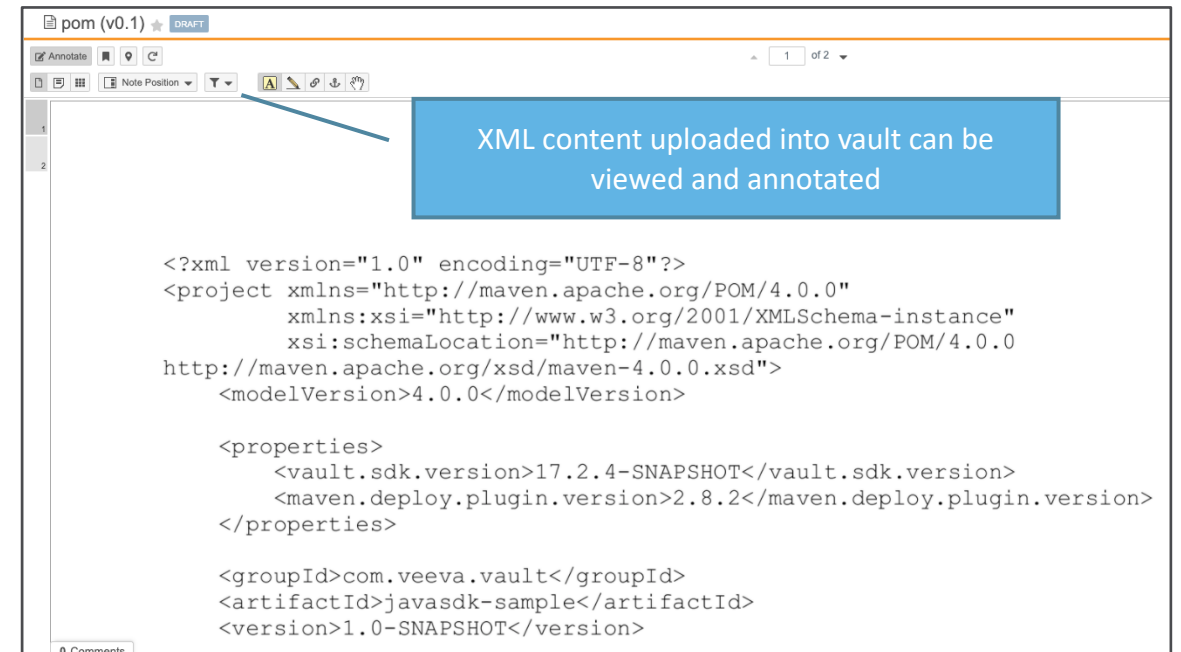 pom (v0.1) DRAFT
Annotate
1 of 2
Note Position
A
1
2
XML content uploaded into vault can be
viewed and annotated
<?xml version="1.0" encoding="UTF-8"?>
<project xmlns="http://maven.apache.org/POM/4.0.0"
         xmlns:xsi="http://www.w3.org/2001/XMLSchema-instance"
         xsi:schemaLocation="http://maven.apache.org/POM/4.0.0
http://maven.apache.org/xsd/maven-4.0.0.xsd">
    <modelVersion>4.0.0</modelVersion>
    <properties>
        <vault.sdk.version>17.2.4-SNAPSHOT</vault.sdk.version>
        <maven.deploy.plugin.version>2.8.2</maven.deploy.plugin.version>
    </properties>
    <groupId>com.veeva.vault</groupId>
    <artifactId>javasdk-sample</artifactId>
    <version>1.0-SNAPSHOT</version>
0 Comments